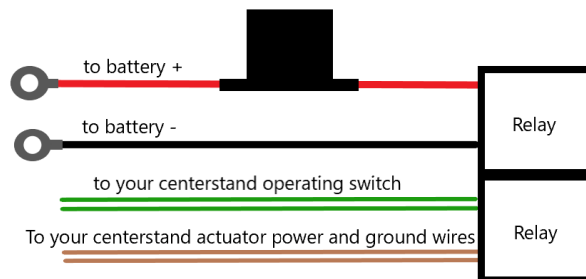 to battery +
to battery -
Relay
to your centerstand operating switch
To your centerstand actuator power and ground wires
Relay